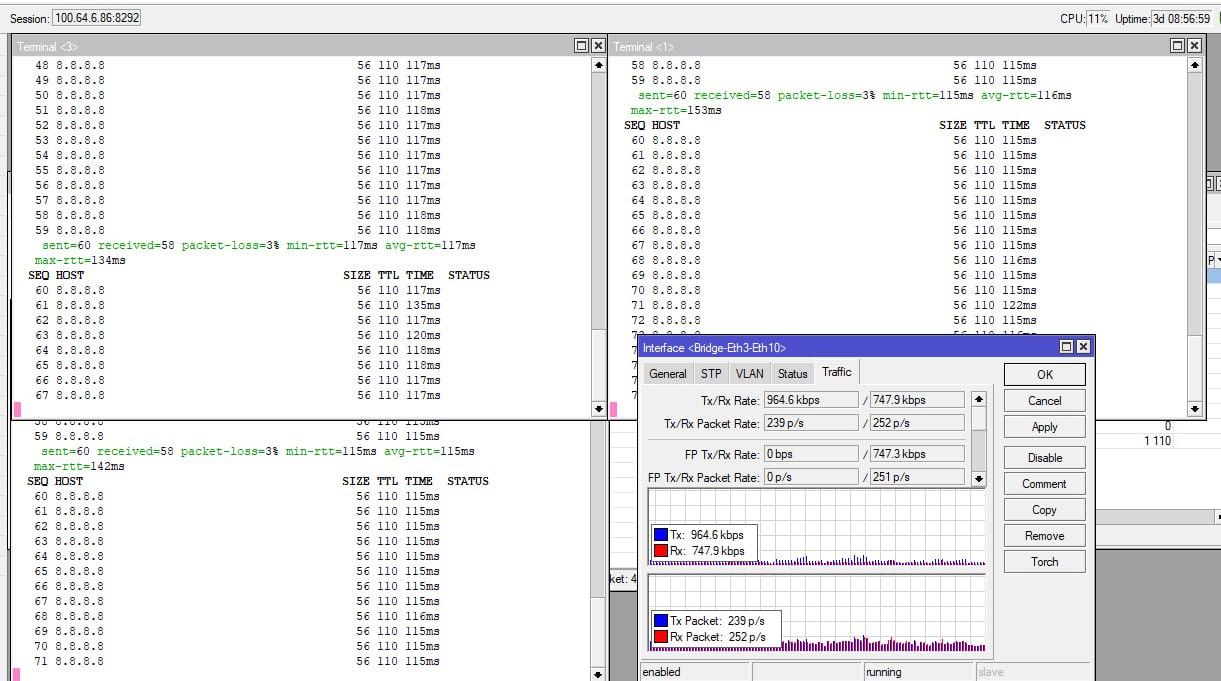 Session: 100.64.6.86:8292 CPU: 11% Uptime: 3d 08:56:59
Terminal <3>
48 8.8.8.8 56 110 117ms
49 8.8.8.8 56 110 117ms
50 8.8.8.8 56 110 117ms
51 8.8.8.8 56 110 118ms
52 8.8.8.8 56 110 117ms
53 8.8.8.8 56 110 117ms
54 8.8.8.8 56 110 117ms
55 8.8.8.8 56 110 117ms
56 8.8.8.8 56 110 117ms
57 8.8.8.8 56 110 117ms
58 8.8.8.8 56 110 118ms
59 8.8.8.8 56 110 118ms
sent=60 received=58 packet-loss=3% min-rtt=117ms avg-rtt=117ms
max-rtt=134ms
SEQ HOST SIZE TTL TIME STATUS
60 8.8.8.8 56 110 117ms
61 8.8.8.8 56 110 135ms
62 8.8.8.8 56 110 117ms
63 8.8.8.8 56 110 120ms
64 8.8.8.8 56 110 118ms
65 8.8.8.8 56 110 118ms
66 8.8.8.8 56 110 117ms
67 8.8.8.8 56 110 117ms
Terminal <1>
58 8.8.8.8 56 110 115ms
59 8.8.8.8 56 110 115ms
sent=60 received=58 packet-loss=3% min-rtt=115ms avg-rtt=116ms
max-rtt=153ms
SEQ HOST SIZE TTL TIME STATUS
60 8.8.8.8 56 110 115ms
61 8.8.8.8 56 110 115ms
62 8.8.8.8 56 110 115ms
63 8.8.8.8 56 110 115ms
64 8.8.8.8 56 110 115ms
65 8.8.8.8 56 110 115ms
66 8.8.8.8 56 110 115ms
67 8.8.8.8 56 110 115ms
68 8.8.8.8 56 110 116ms
69 8.8.8.8 56 110 115ms
70 8.8.8.8 56 110 115ms
71 8.8.8.8 56 110 122ms
72 8.8.8.8 56 110 115ms
59 8.8.8.8 56 110 115ms
sent=60 received=58 packet-loss=3% min-rtt=115ms avg-rtt=115ms
max-rtt=142ms
SEQ HOST SIZE TTL TIME STATUS
60 8.8.8.8 56 110 115ms
61 8.8.8.8 56 110 115ms
62 8.8.8.8 56 110 115ms
63 8.8.8.8 56 110 115ms
64 8.8.8.8 56 110 115ms
65 8.8.8.8 56 110 115ms
66 8.8.8.8 56 110 115ms
67 8.8.8.8 56 110 115ms
68 8.8.8.8 56 110 116ms
69 8.8.8.8 56 110 115ms
70 8.8.8.8 56 110 115ms
71 8.8.8.8 56 110 115ms
Interface <Bridge-Eth3-Eth10>
General STP VLAN Status Traffic
Tx/Rx Rate: 964.6 kbps / 747.9 kbps
Tx/Rx Packet Rate: 239 p/s / 252 p/s
FP Tx/Rx Rate: 0 bps / 747.3 kbps
FP Tx/Rx Packet Rate: 0 p/s / 251 p/s
Tx: 964.6 kbps
Rx: 747.9 kbps
Tx Packet: 239 p/s
Rx Packet: 252 p/s
enabled running slave
OK
Cancel
Apply
Disable
Comment
Copy
Remove
Torch
0
1 110
ket: 4
P